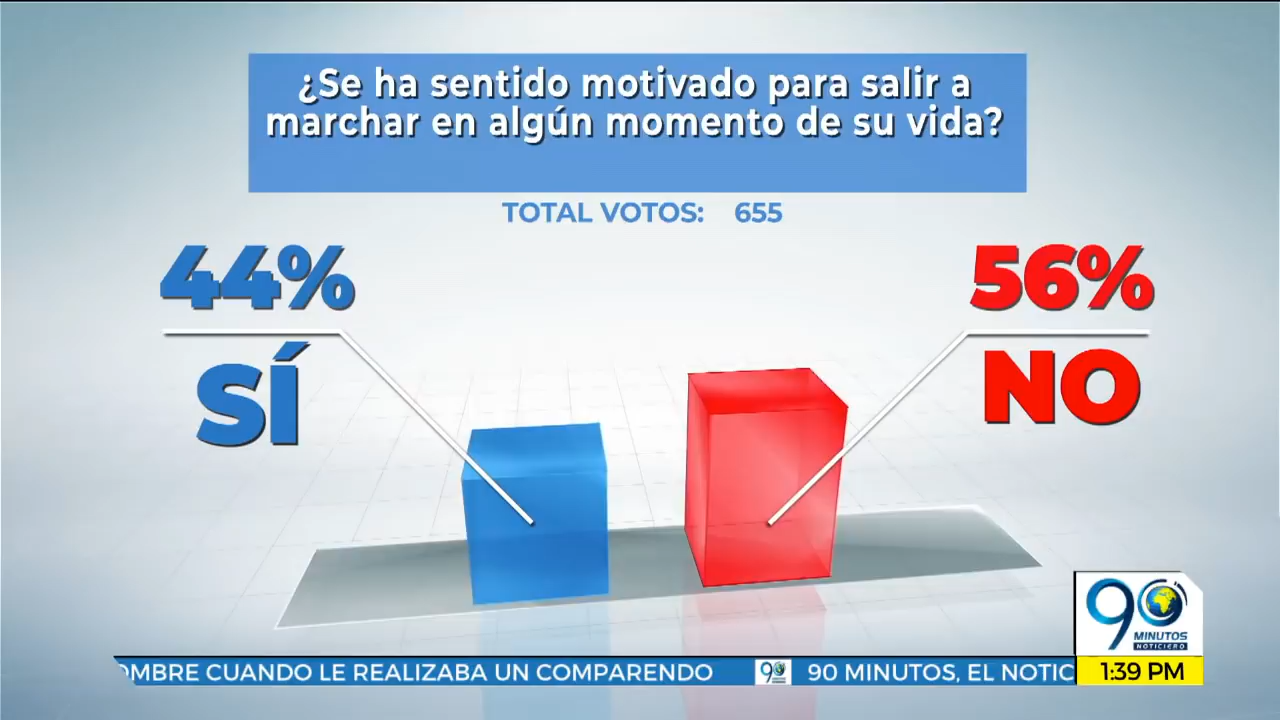 ¿Se ha sentido motivado para salir a
marchar en algún momento de su vida?
TOTAL VOTOS: 655
44%
SÍ
56%
NO
90
MINUTOS
NOTICIERO
OMBRE CUANDO LE REALIZABA UN COMPARENDO
90 MINUTOS, EL NOTIC
1:39 PM